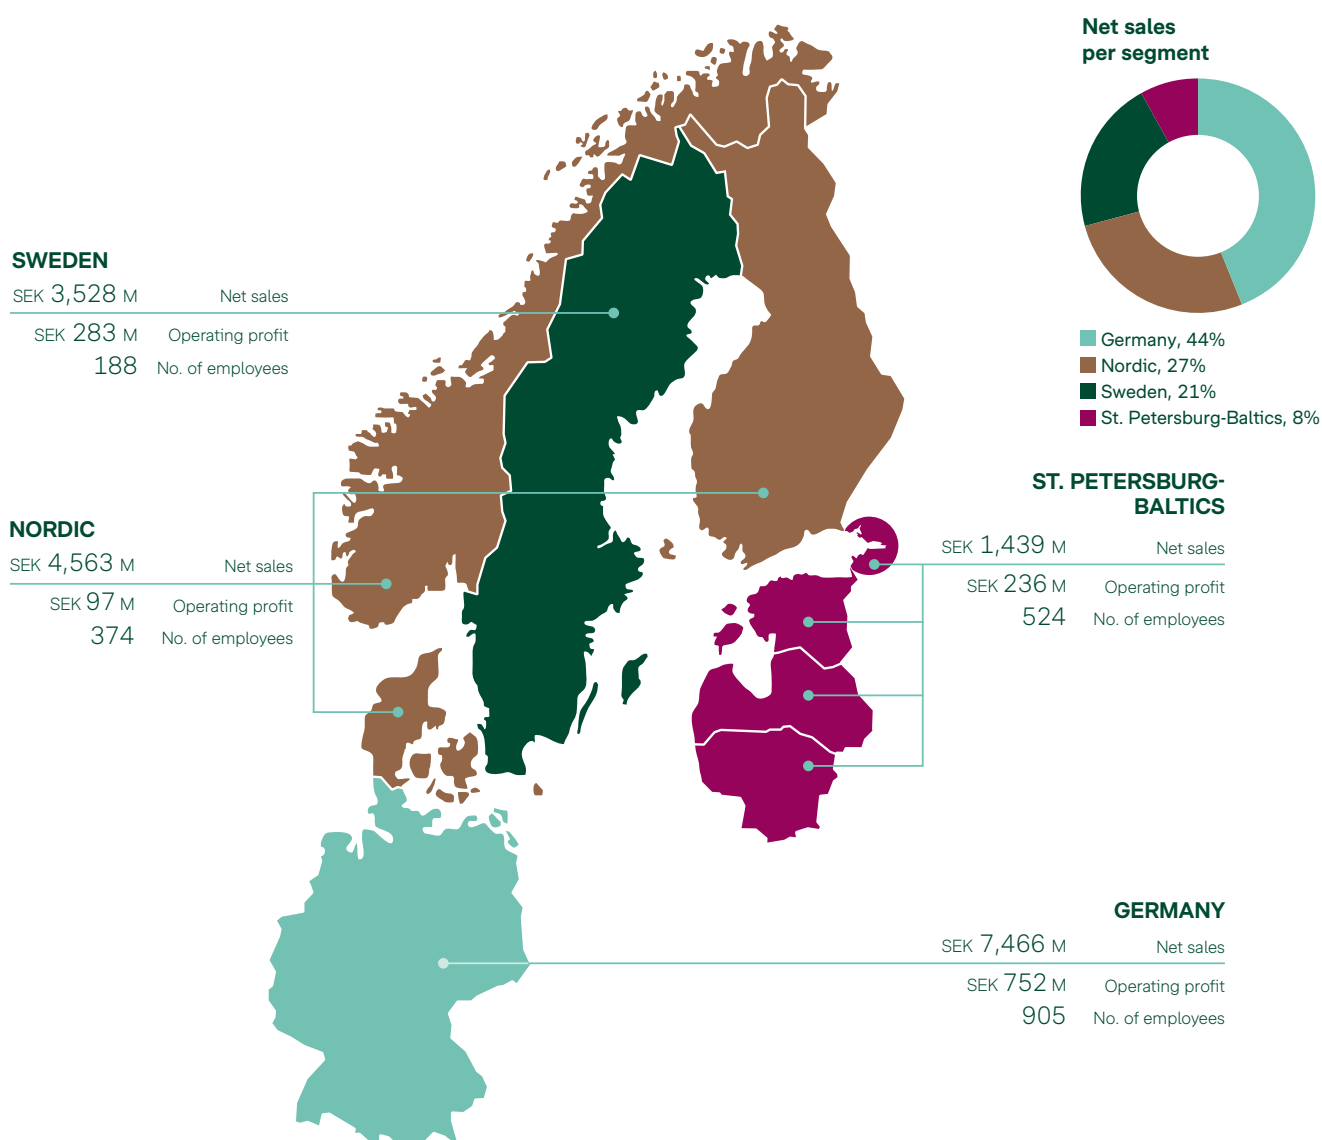 Net sales
per segment
Germany, 44%
Nordic, 27%
Sweden, 21%
St. Petersburg-Baltics, 8%
SWEDEN
SEK 3,528 M Net sales
SEK 283 M Operating profit
188 No. of employees
NORDIC
SEK 4,563 M Net sales
SEK 97 M Operating profit
374 No. of employees
ST. PETERSBURG-
BALTICS
SEK 1,439 M Net sales
SEK 236 M Operating profit
524 No. of employees
GERMANY
SEK 7,466 M Net sales
SEK 752 M Operating profit
905 No. of employees